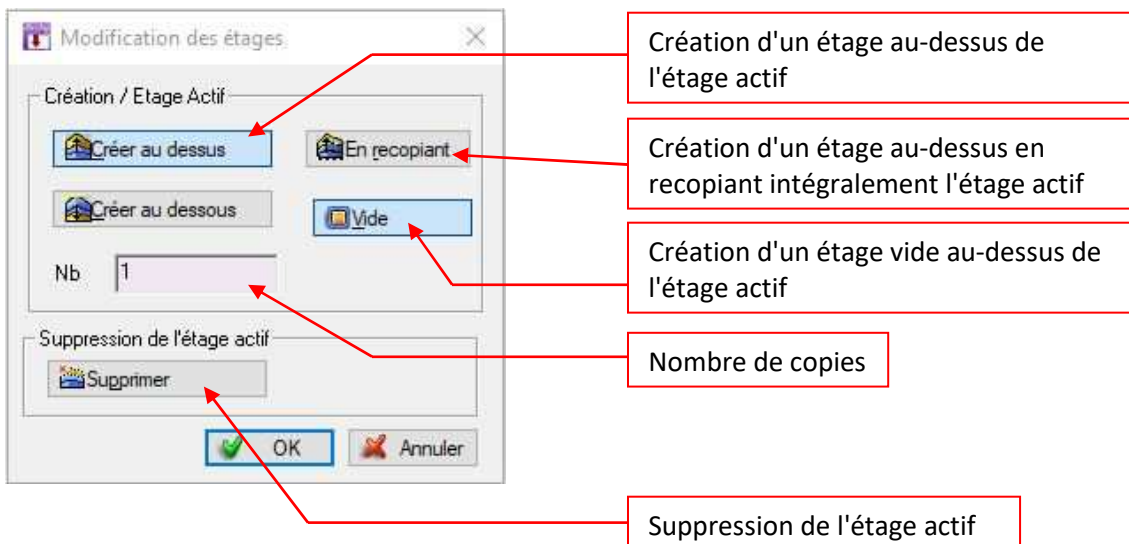 Modification des étages
Création / Etage Actif
Créer au dessus
En recopiant
Créer au dessous
Vide
Nb
1
Suppression de l'étage actif
Supprimer
OK
Annuler
Création d'un étage au-dessus de
l'étage actif
Création d'un étage au-dessus en
recopiant intégralement l'étage actif
Création d'un étage vide au-dessus de
l'étage actif
Nombre de copies
Suppression de l'étage actif